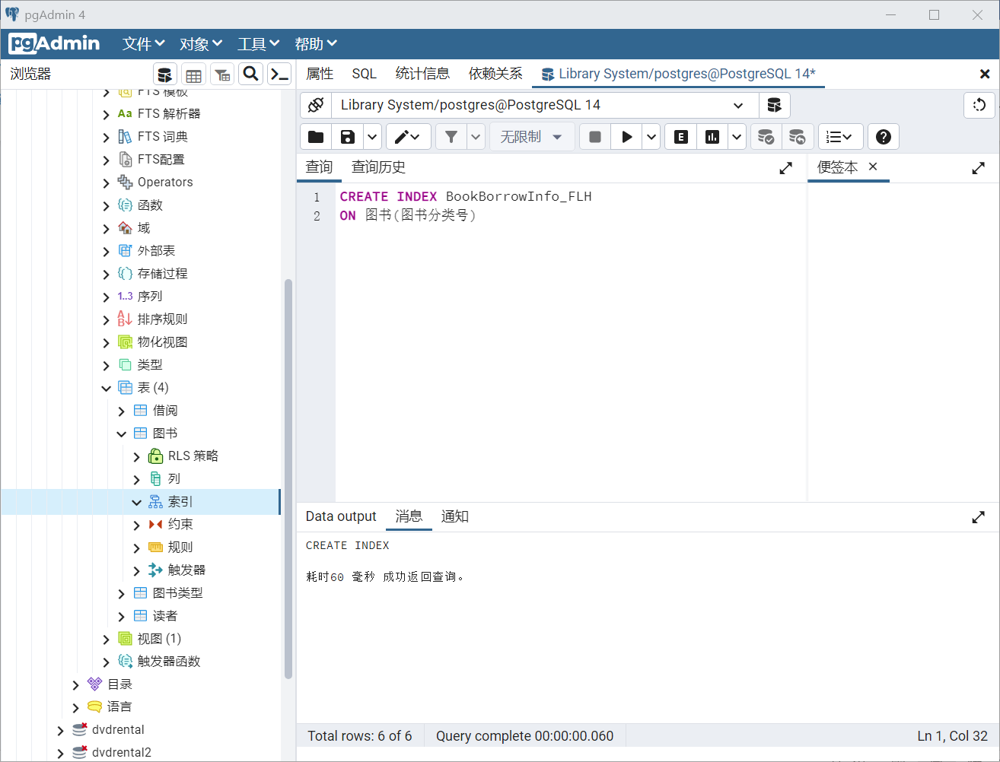 pgAdmin 4
pgAdmin 文件 对象 工具 帮助
浏览器
属性 SQL 统计信息 依赖关系 Library System/postgres@PostgreSQL 14*
Library System/postgres@PostgreSQL 14
无限制
查询 查询历史 便签本
1 CREATE INDEX BookBorrowInfo_FLH
2 ON 图书(图书分类号)
FTS 模板
Aa FTS 解析器
FTS 词典
FTS配置
Operators
函数
域
外部表
存储过程
1..3 序列
排序规则
物化视图
类型
表 (4)
借阅
图书
RLS 策略
列
索引
约束
规则
触发器
图书类型
读者
视图 (1)
触发器函数
目录
语言
dvdrental
dvdrental2
Data output 消息 通知
CREATE INDEX
耗时60 毫秒 成功返回查询。
Total rows: 6 of 6 Query complete 00:00:00.060 Ln 1, Col 32